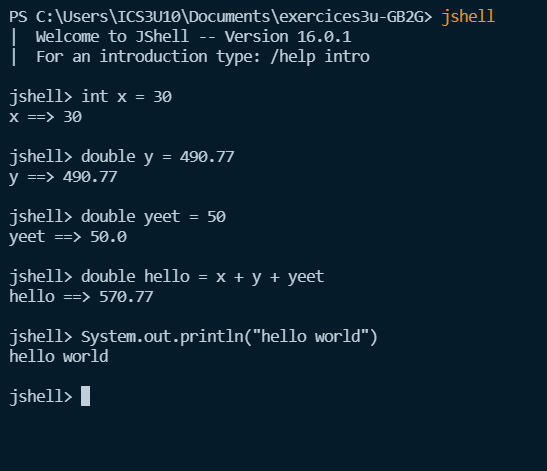 PS C:\Users\ICS3U10\Documents\exercices3u-GB2G> jshell
|  Welcome to JShell -- Version 16.0.1
|  For an introduction type: /help intro

jshell> int x = 30
x ==> 30

jshell> double y = 490.77
y ==> 490.77

jshell> double yeet = 50
yeet ==> 50.0

jshell> double hello = x + y + yeet
hello ==> 570.77

jshell> System.out.println("hello world")
hello world

jshell>